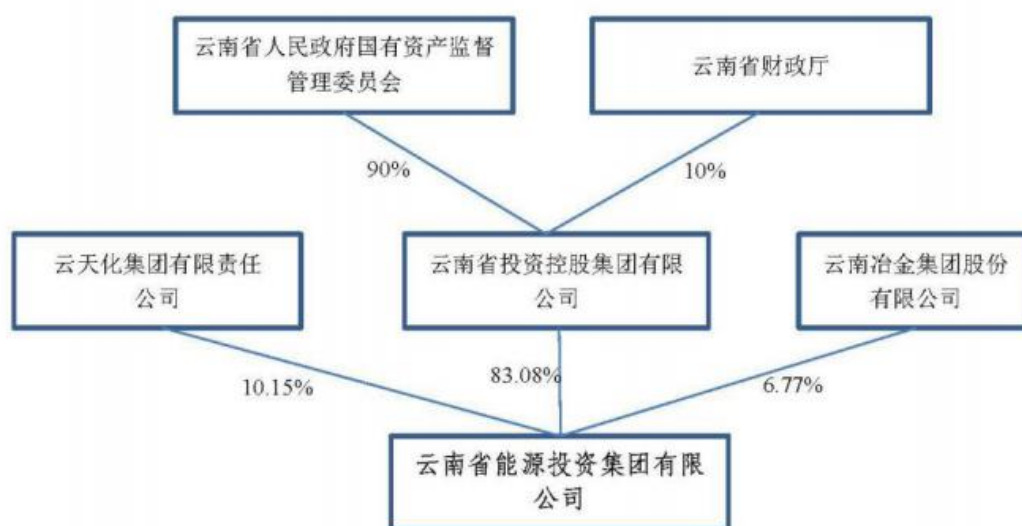 云南省人民政府国有资产监督
管理委员会
云南省财政厅
90%
10%
云天化集团有限责任
公司
云南省投资控股集团有限
公司
云南冶金集团股份
有限公司
10.15%
83.08%
6.77%
云南省能源投资集团有限
公司